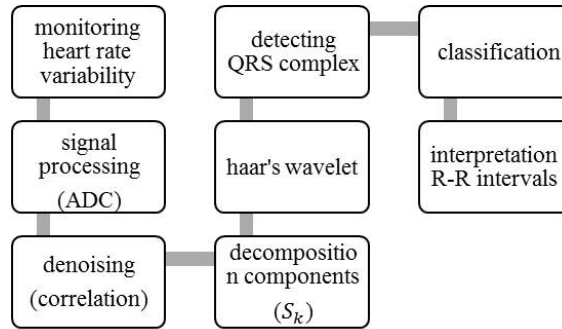 monitoring
heart rate
variability
signal
processing
(ADC)
denoising
(correlation)
decompositio
n components
(S_k)
haar's wavelet
detecting
QRS complex
classification
interpretation
R-R intervals